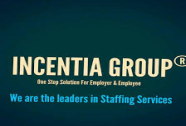 INCENTIA GROUP®
One Stop Solution For Employer & Employee
We are the leaders in Staffing Services